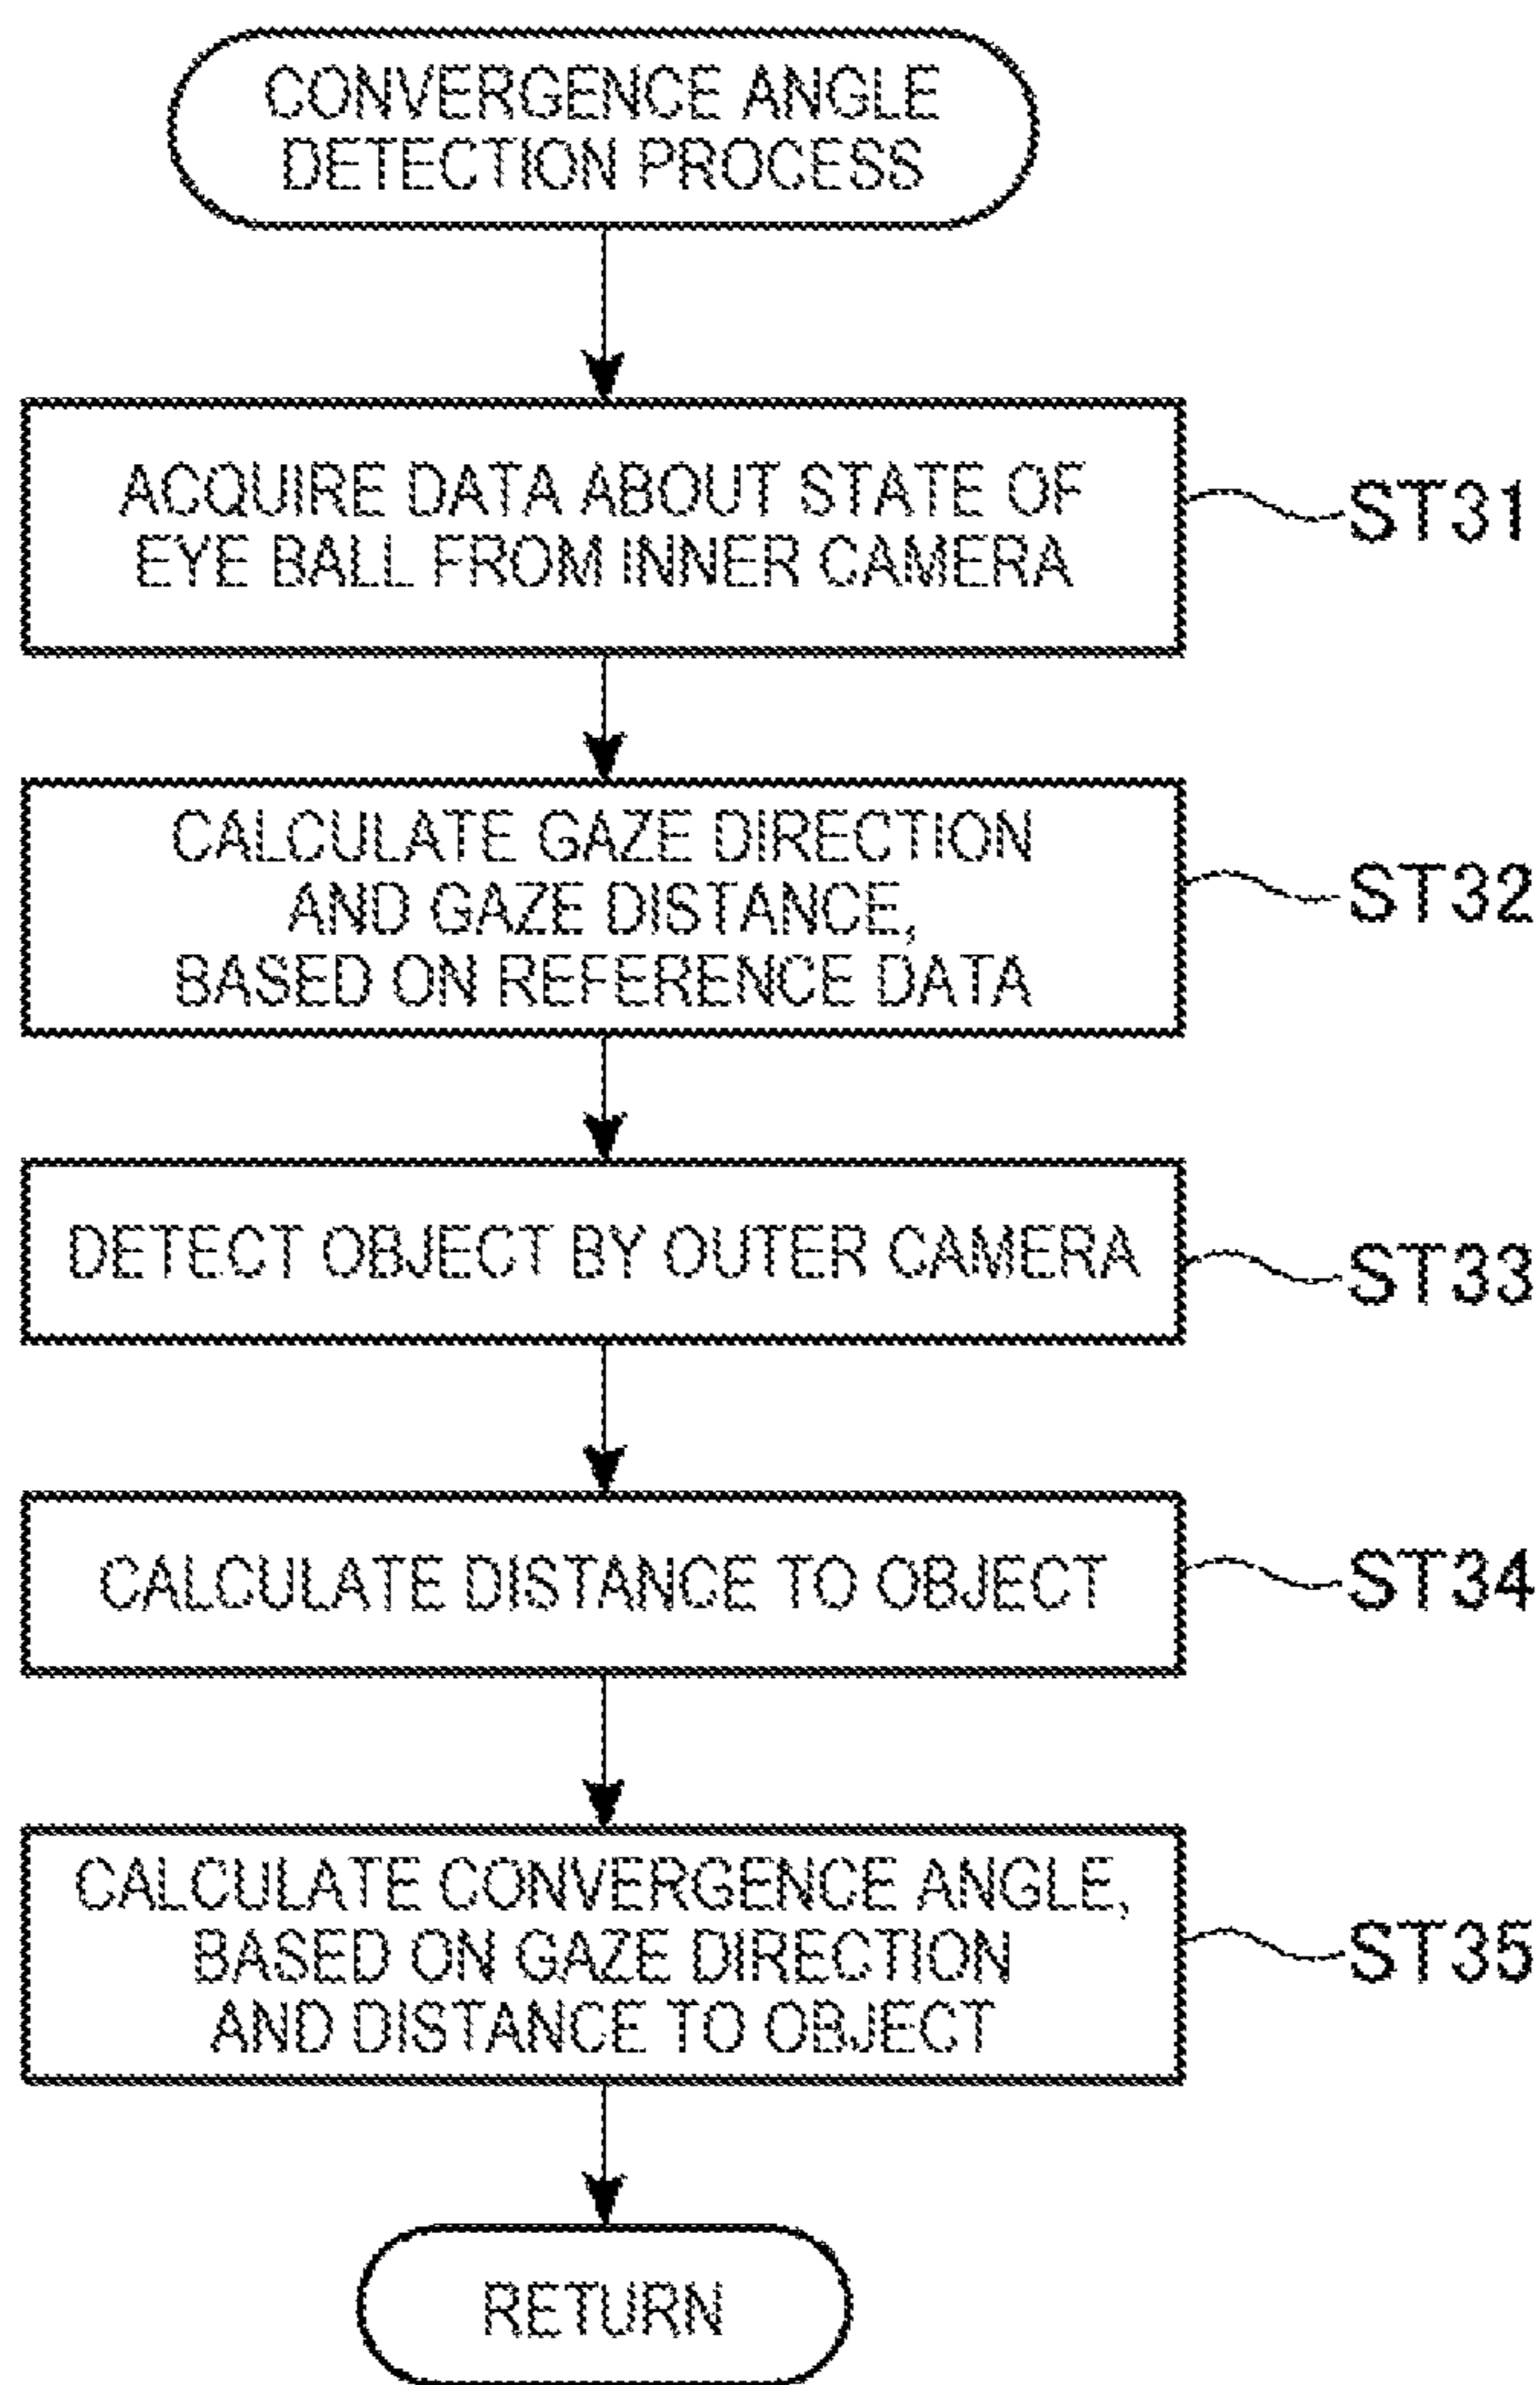 CONVERGENCE ANGLE
DETECTION PROCESS
ACQUIRE DATA ABOUT STATE OF
EYE BALL FROM INNER CAMERA
ST31
CALCULATE GAZE DIRECTION
AND GAZE DISTANCE,
BASED ON REFERENCE DATA
ST32
DETECT OBJECT BY OUTER CAMERA
ST33
CALCULATE DISTANCE TO OBJECT
ST34
CALCULATE CONVERGENCE ANGLE,
BASED ON GAZE DIRECTION
AND DISTANCE TO OBJECT
ST35
RETURN